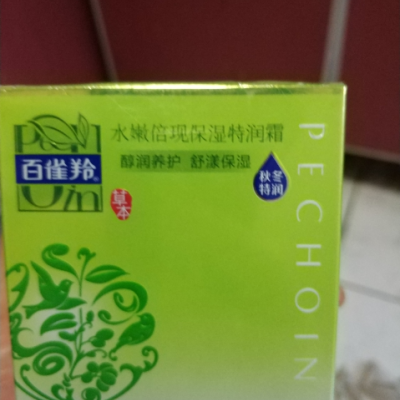 水嫩倍现保湿特润霜
醇润养护 舒漾保湿
百雀羚
草本
秋冬
特润
PECHOIN